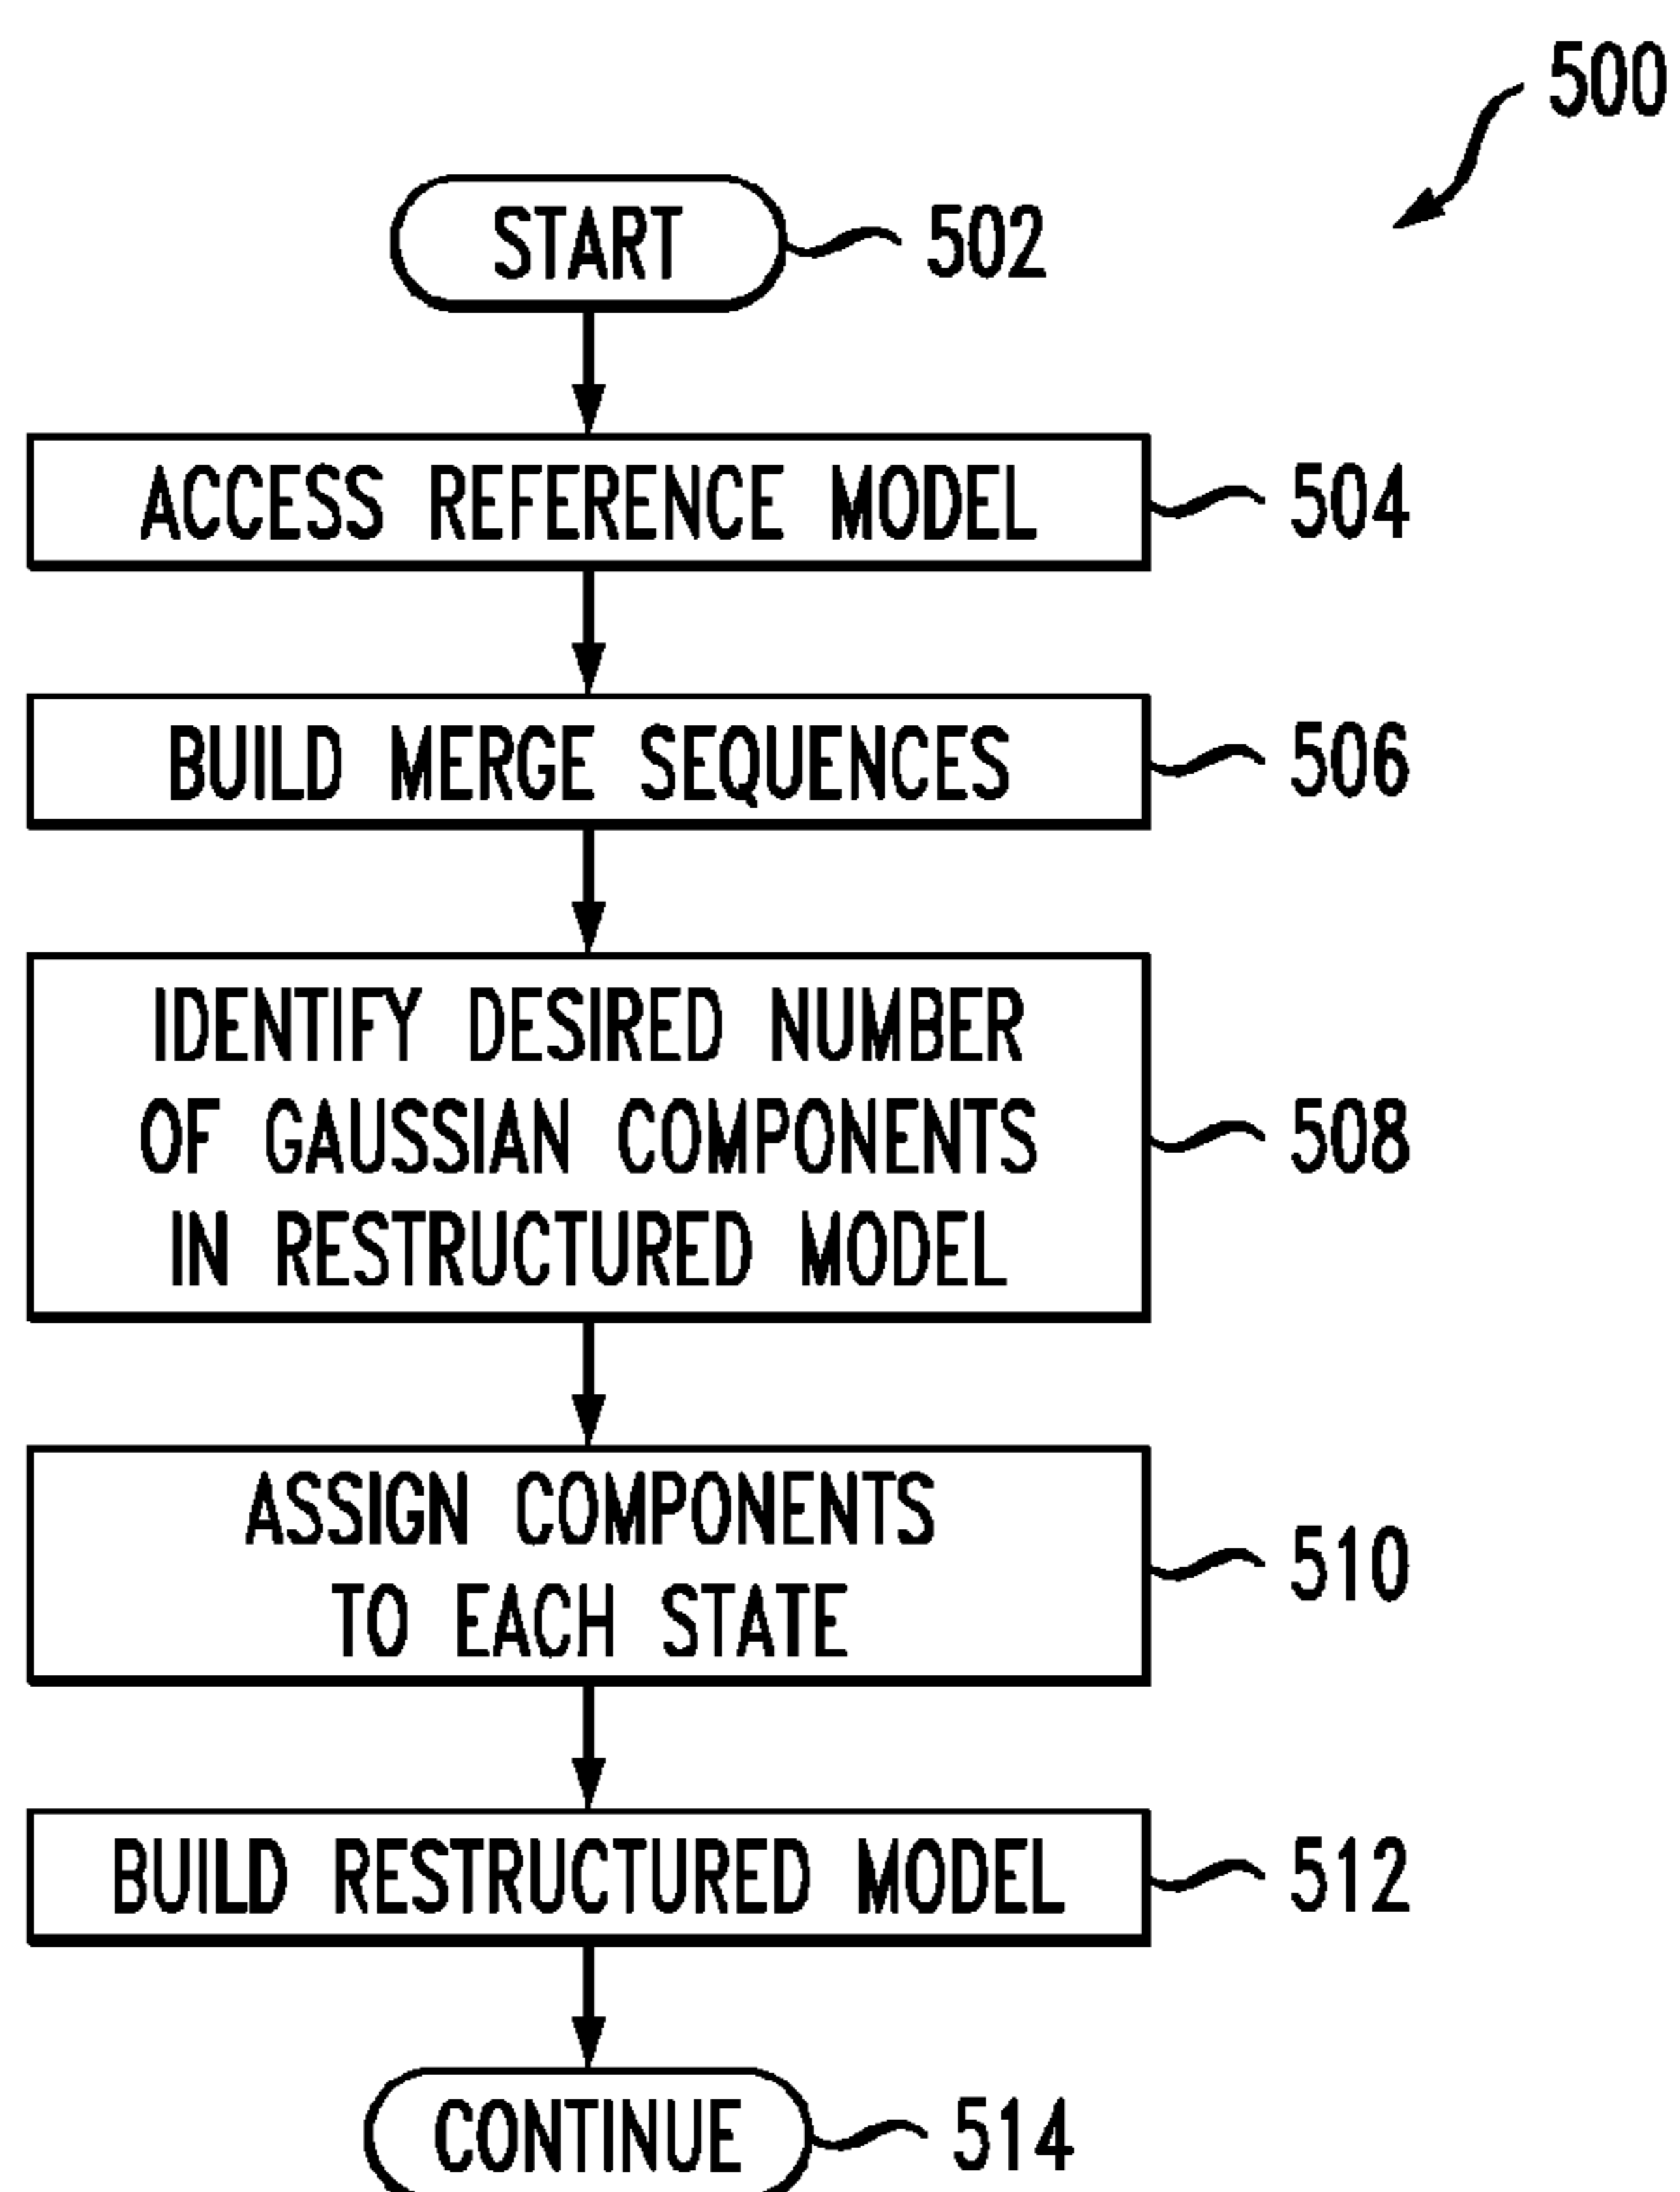 500
START
502
ACCESS REFERENCE MODEL
504
BUILD MERGE SEQUENCES
506
IDENTIFY DESIRED NUMBER
OF GAUSSIAN COMPONENTS
IN RESTRUCTURED MODEL
508
ASSIGN COMPONENTS
TO EACH STATE
510
BUILD RESTRUCTURED MODEL
512
CONTINUE
514